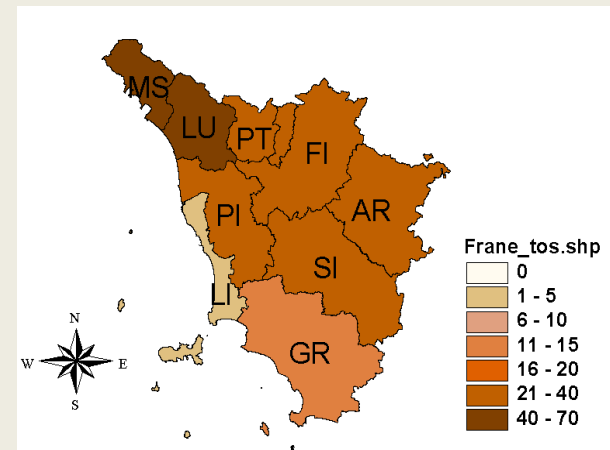 MS
LU
PT
FI
PI
AR
SI
LI
GR
N
W E
S
Frane_tos.shp
0
1 - 5
6 - 10
11 - 15
16 - 20
21 - 40
40 - 70